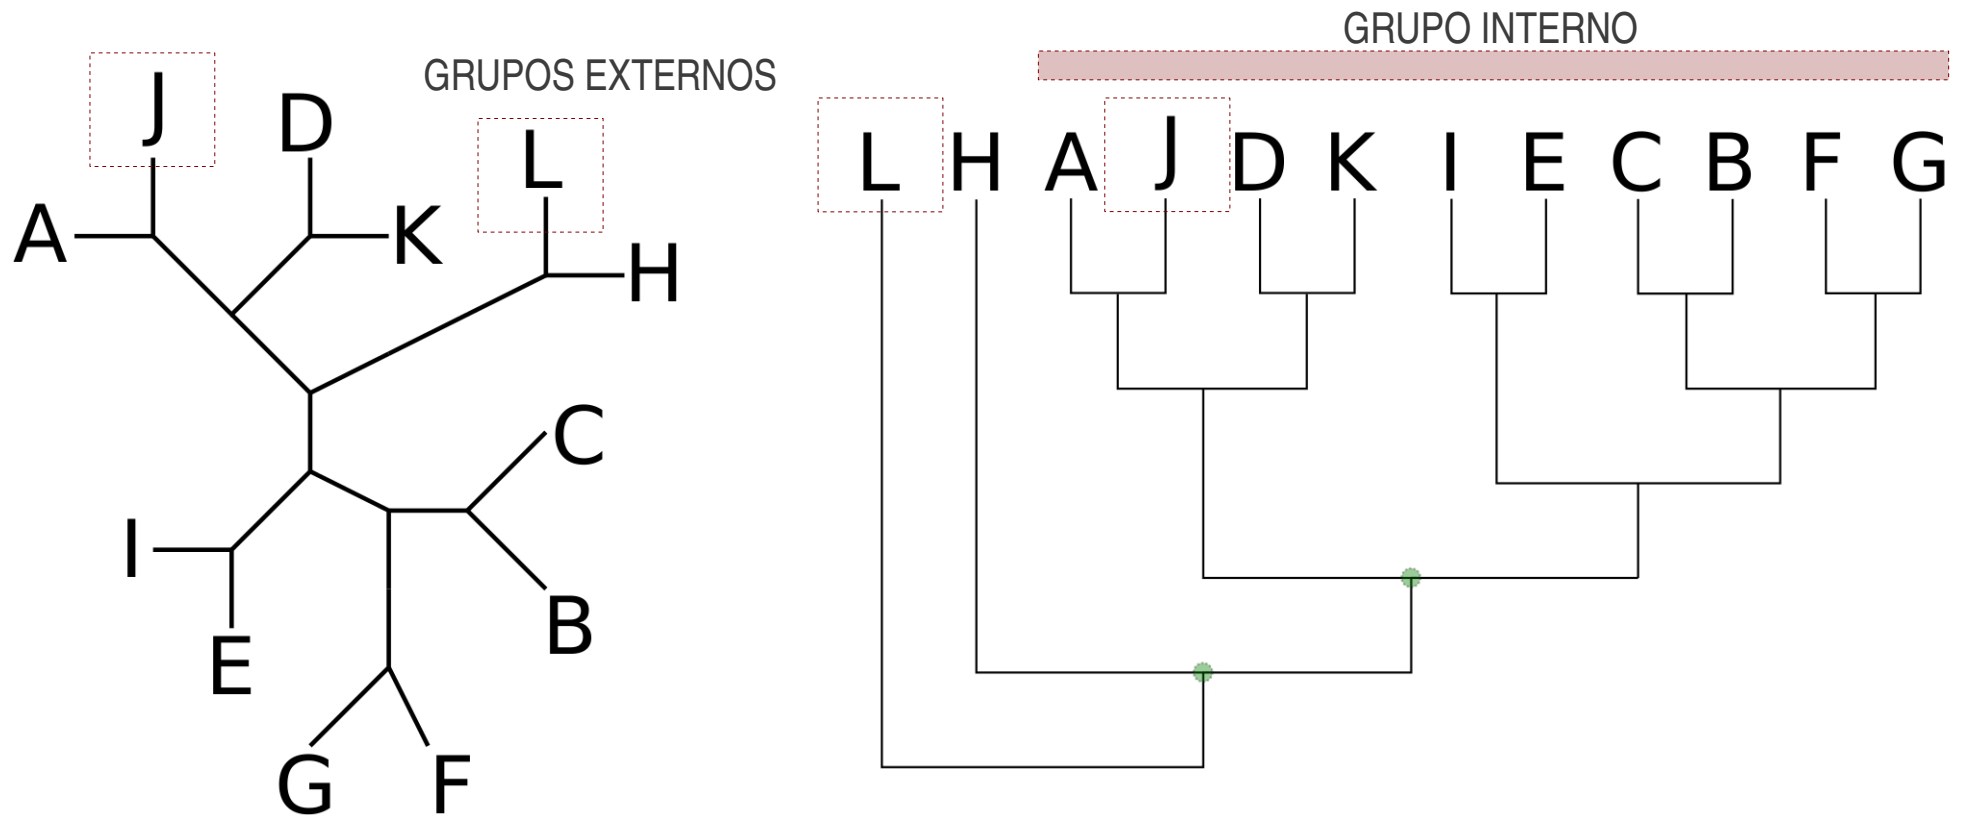 GRUPO INTERNO
GRUPOS EXTERNOS
J
D
L
A
K
H
C
I
B
E
G
F
L H A J D K I E C B F G